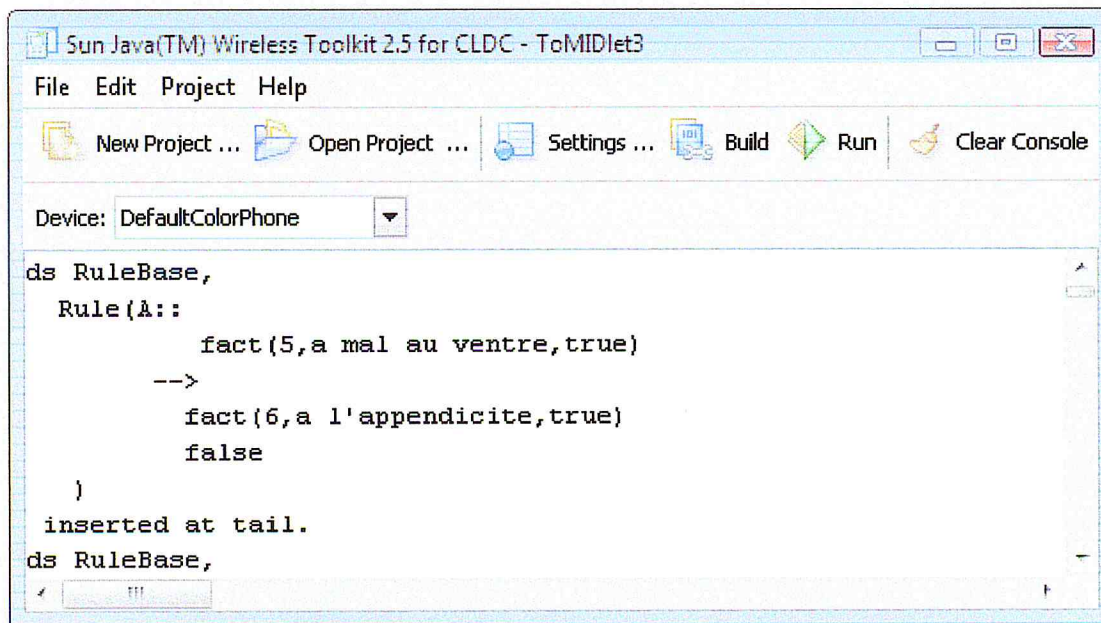 Sun Java(TM) Wireless Toolkit 2.5 for CLDC - ToMIDlet3
File Edit Project Help
New Project ... Open Project ... Settings ... Build Run Clear Console
Device: DefaultColorPhone
ds RuleBase,
Rule(A::
fact(5,a mal au ventre,true)
-->
fact(6,a l'appendicite,true)
false
)
inserted at tail.
ds RuleBase,